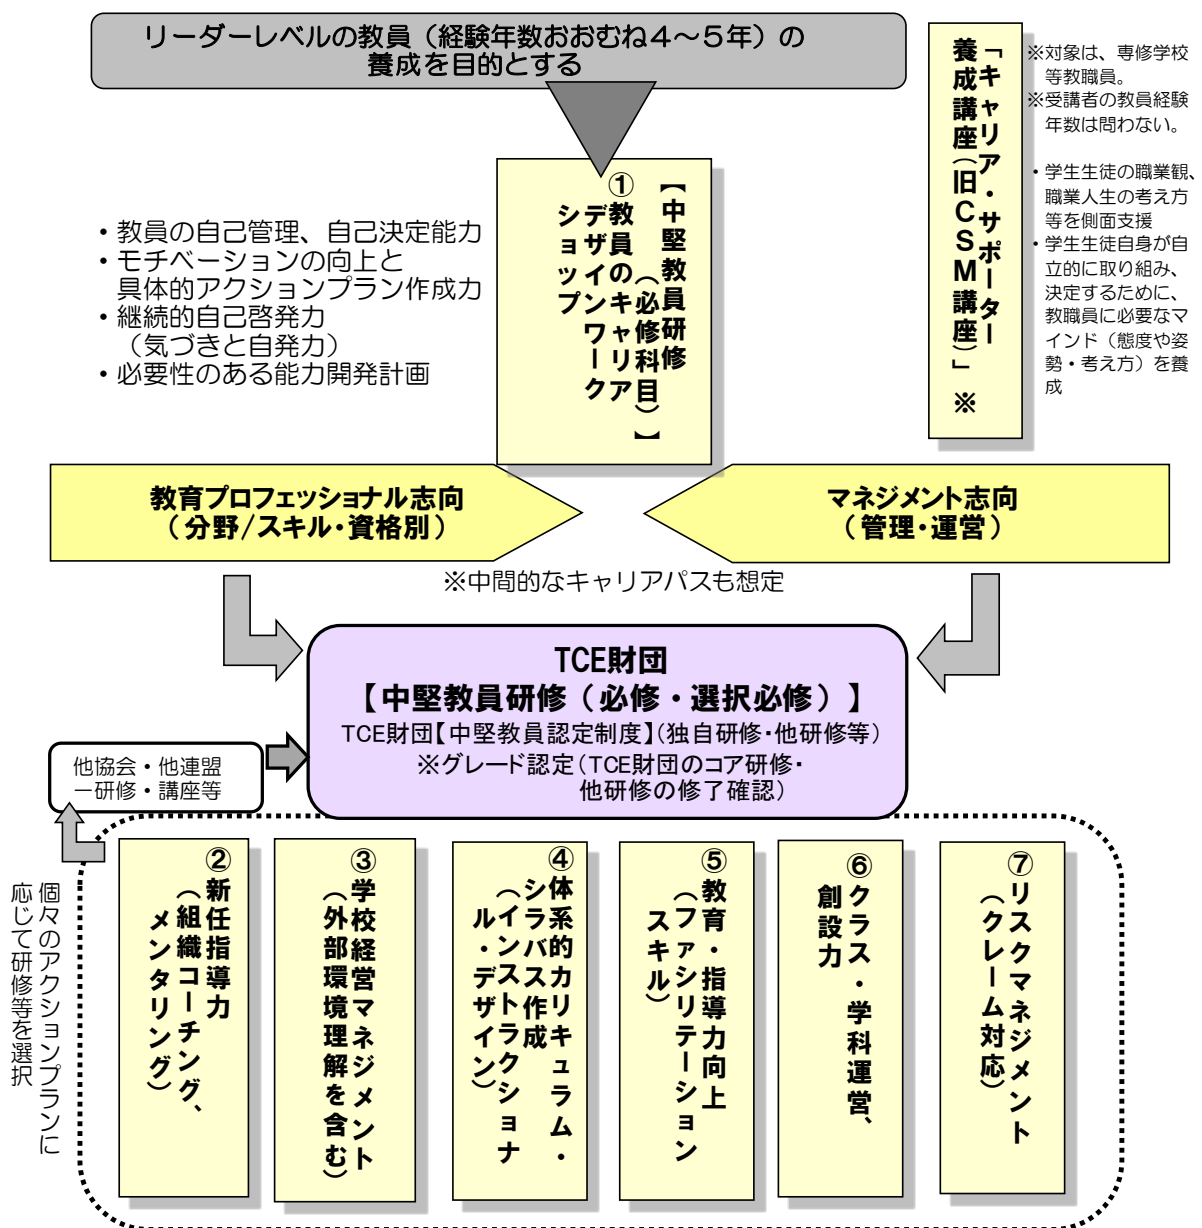 リーダーレベルの教員（経験年数おおむね４～５年）の
養成を目的とする
「キャリア・サポーター
養成講座（旧ＣＳＭ講座）」※
※対象は、専修学校
等教職員。
※受講者の教員経験
年数は問わない。
・学生生徒の職業観、
職業人生の考え方
等を側面支援
・学生生徒自身が自
立的に取り組み、
決定するために、
教職員に必要なマ
インド（態度や姿
勢・考え方）を養
成
【中堅教員研修
（必修科目）】
①教員のキャリア
デザインワーク
ショップ
・教員の自己管理、自己決定能力
・モチベーションの向上と
具体的アクションプラン作成力
・継続的自己啓発力
（気づきと自発力）
・必要性のある能力開発計画
教育プロフェッショナル志向
（分野/スキル・資格別）
マネジメント志向
（管理・運営）
※中間的なキャリアパスも想定
TCE財団
【中堅教員研修（必修・選択必修）】
TCE財団【中堅教員認定制度】（独自研修・他研修等）
※グレード認定（TCE財団のコア研修・
他研修の修了確認）
他協会・他連盟
－研修・講座等
個々のアクションプランに
応じて研修等を選択
②新任指導力
（組織コーチング、
メンタリング）
③学校経営マネジメント
（外部環境理解を含む）
④体系的カリキュラム・
シラバス作成
（インストラクショナ
ル・デザイン）
⑤教育・指導力向上
（ファシリテーション
スキル）
⑥クラス・学科運営、
創設力
⑦リスクマネジメント
（クレーム対応）